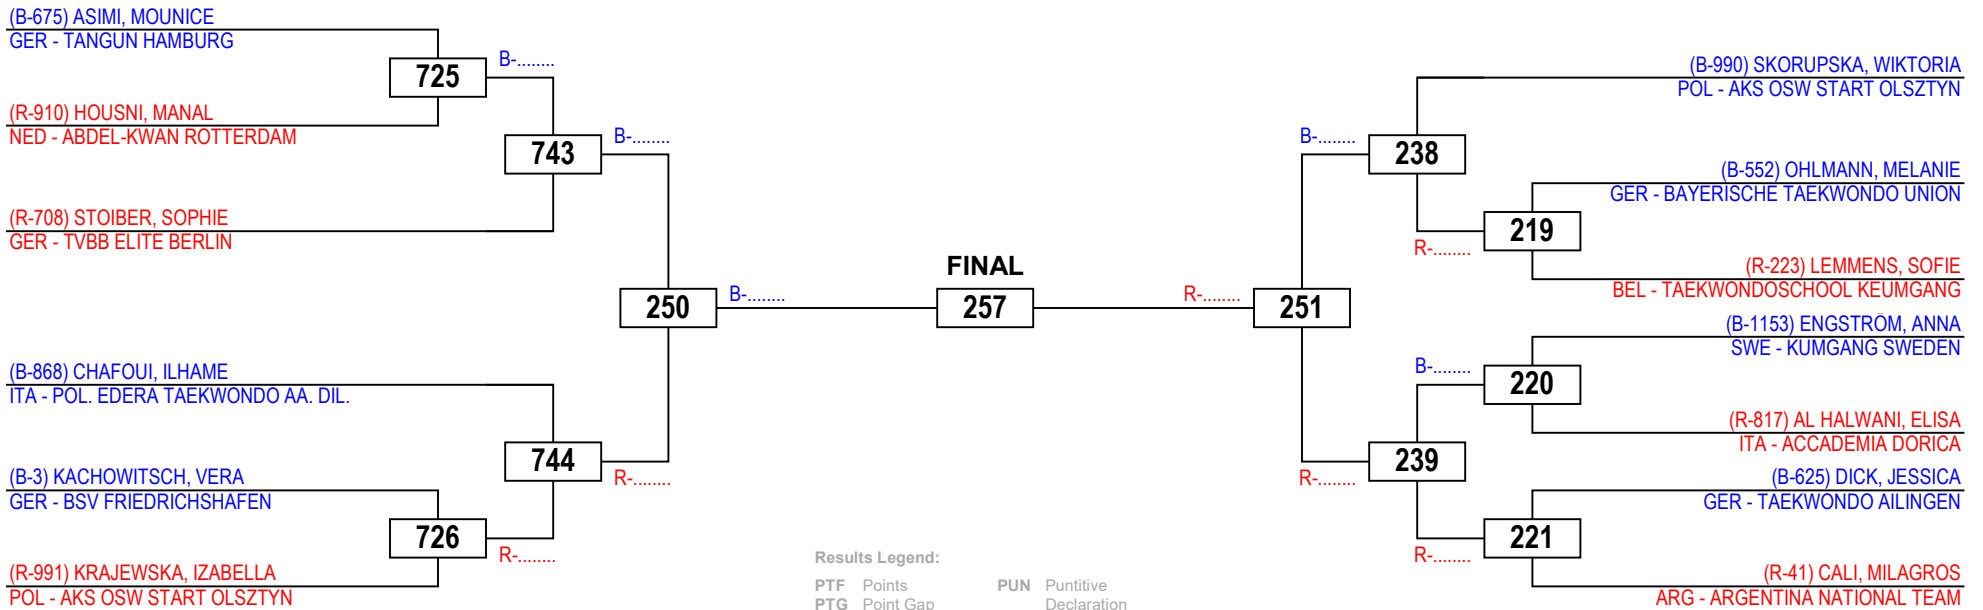 (B-675) ASIMI, MOUNICE
GER - TANGUN HAMBURG
725
B-........
(R-910) HOUSNI, MANAL
NED - ABDEL-KWAN ROTTERDAM
743
B-........
(R-708) STOIBER, SOPHIE
GER - TVBB ELITE BERLIN
250
B-........
(B-868) CHAFOUI, ILHAME
ITA - POL. EDERA TAEKWONDO AA. DIL.
744
R-........
(B-3) KACHOWITSCH, VERA
GER - BSV FRIEDRICHSHAFEN
726
R-........
(R-991) KRAJEWSKA, IZABELLA
POL - AKS OSW START OLSZTYN
FINAL
257
(B-990) SKORUPSKA, WIKTORIA
POL - AKS OSW START OLSZTYN
B-........
238
(B-552) OHLMANN, MELANIE
GER - BAYERISCHE TAEKWONDO UNION
219
R-........
(R-223) LEMMENS, SOFIE
BEL - TAEKWONDOSCHOOL KEUMGANG
R-........
251
(B-1153) ENGSTRÖM, ANNA
SWE - KUMGANG SWEDEN
B-........
220
(R-817) AL HALWANI, ELISA
ITA - ACCADEMIA DORICA
239
R-........
(B-625) DICK, JESSICA
GER - TAEKWONDO AILINGEN
221
R-........
(R-41) CALI, MILAGROS
ARG - ARGENTINA NATIONAL TEAM
Results Legend:
PTF Points PUN Puntitive
PTG Point Gap Declaration